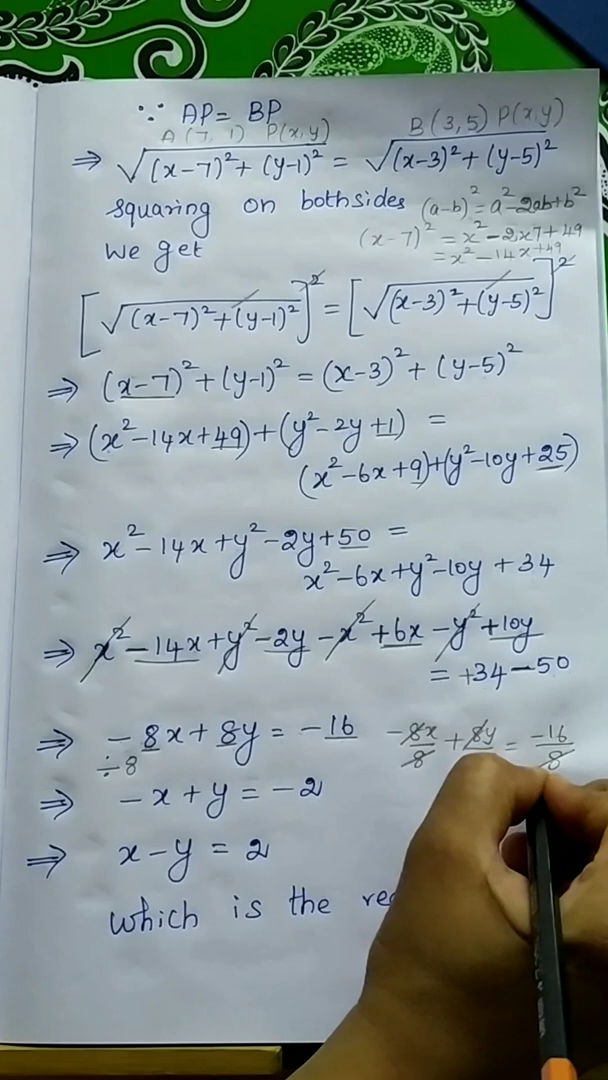 ∵ AP = BP
A(7, 1) P(x,y) B(3,5) P(x,y)
⇒ √(x-7)²+(y-1)² = √(x-3)²+(y-5)²
squaring on bothsides (a-b)² = a²-2ab+b²
we get (x-7)² = x²-2x7+49
= x²-14x+49
[√(x-7)²+(y-1)²]² = [√(x-3)²+(y-5)²]²
⇒ (x-7)²+(y-1)² = (x-3)²+(y-5)²
⇒ (x²-14x+49)+(y²-2y+1) =
(x²-6x+9)+(y²-10y+25)
⇒ x²-14x+y²-2y+50 =
x²-6x+y²-10y+34
⇒ x²-14x+y²-2y-x²+6x-y²+10y
= +34-50
⇒ -8x+8y = -16 -8x/8 + 8y = -16/8
÷8
⇒ -x+y = -2
⇒ x-y = 2
which is the